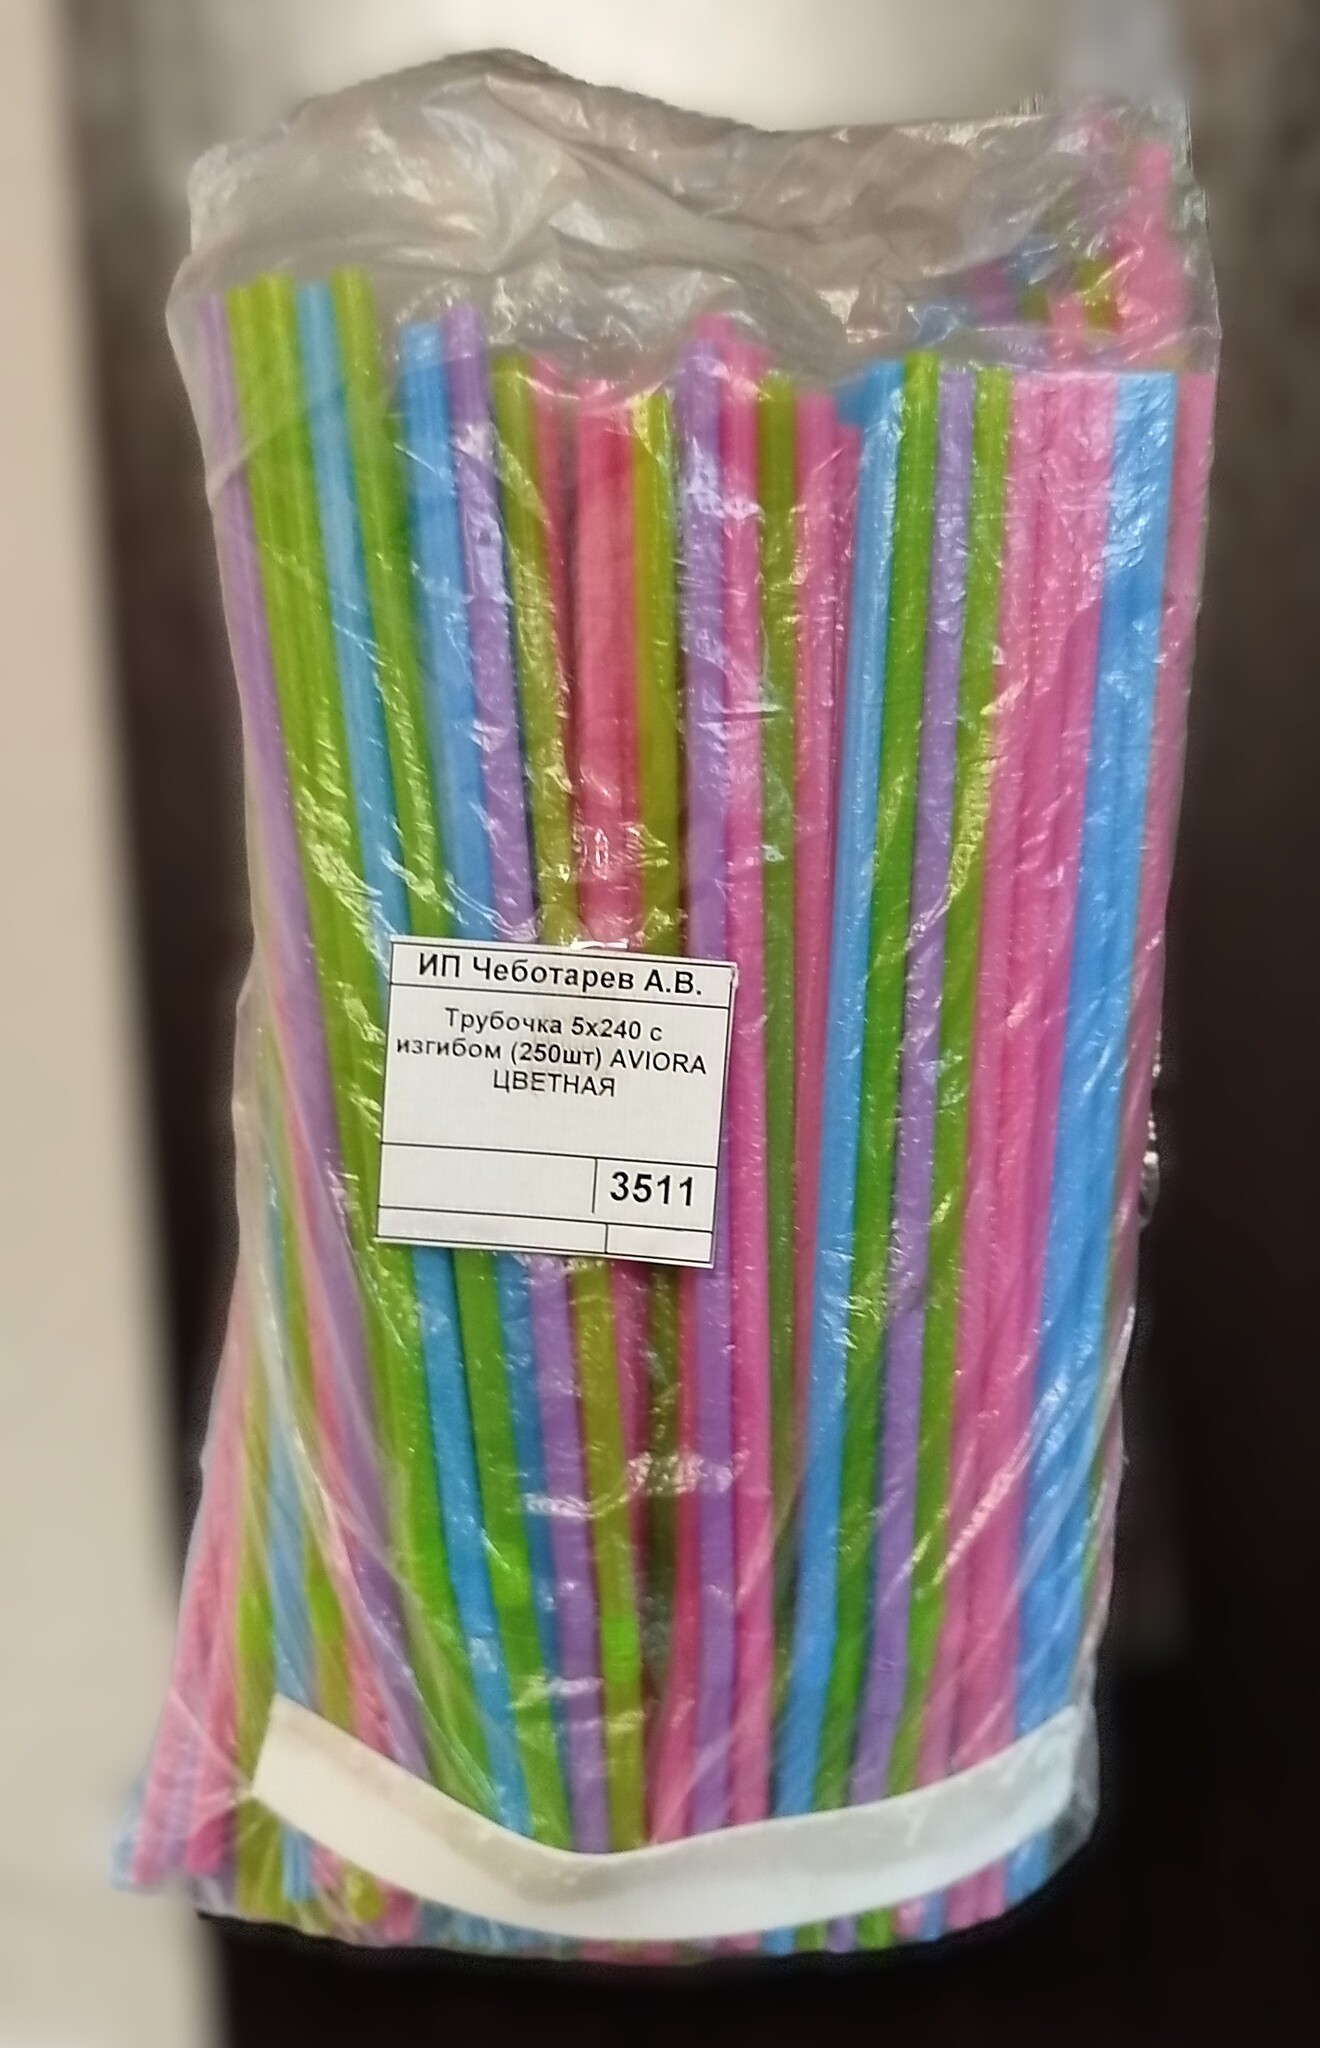 ИП Чеботарев А.В.
Трубочка 5х240 с
изгибом (250шт) AVIORA
ЦВЕТНАЯ
3511